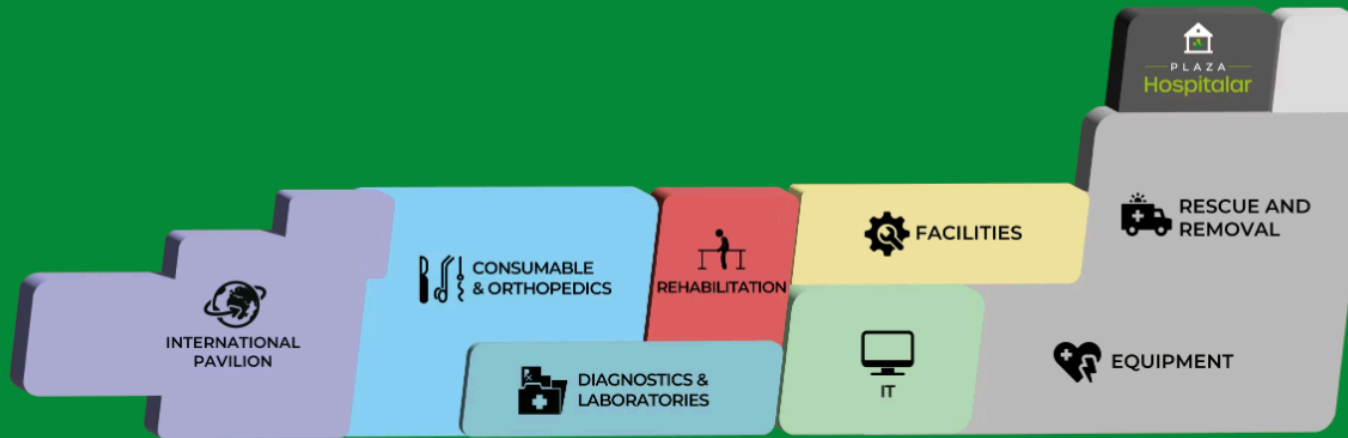 PLAZA
Hospitalar
RESCUE AND
REMOVAL
FACILITIES
CONSUMABLE
& ORTHOPEDICS
REHABILITATION
INTERNATIONAL
PAVILION
EQUIPMENT
DIAGNOSTICS &
LABORATORIES
IT